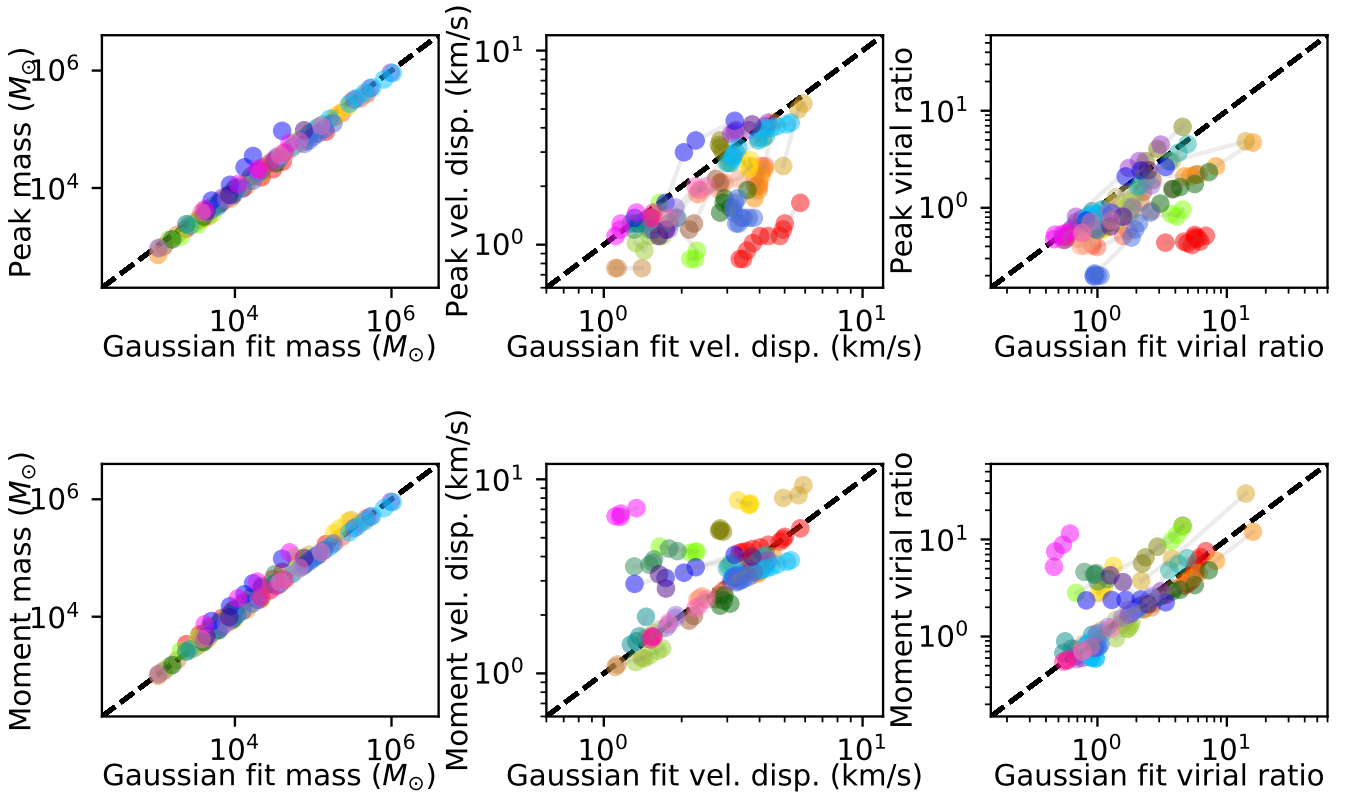 Peak mass (M⊙)
10⁶
10⁴
10⁴
10⁶
Gaussian fit mass (M⊙)
Peak vel. disp. (km/s)
10¹
10⁰
10⁰
10¹
Gaussian fit vel. disp. (km/s)
Peak virial ratio
10¹
10⁰
10⁰
10¹
Gaussian fit virial ratio
Moment mass (M⊙)
10⁶
10⁴
10⁴
10⁶
Gaussian fit mass (M⊙)
Moment vel. disp. (km/s)
10¹
10⁰
10⁰
10¹
Gaussian fit vel. disp. (km/s)
Moment virial ratio
10¹
10⁰
10⁰
10¹
Gaussian fit virial ratio